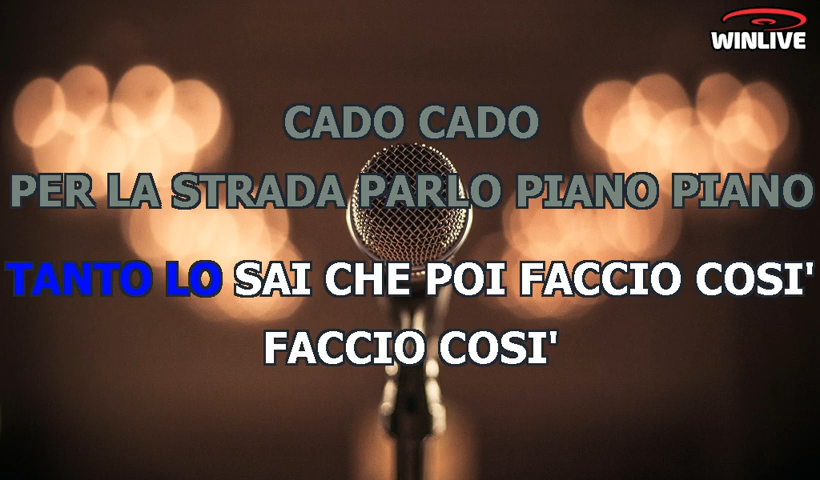 WINLIVE
CADO CADO
PER LA STRADA PARLO PIANO PIANO
TANTO LO SAI CHE POI FACCIO COSI'
FACCIO COSI'